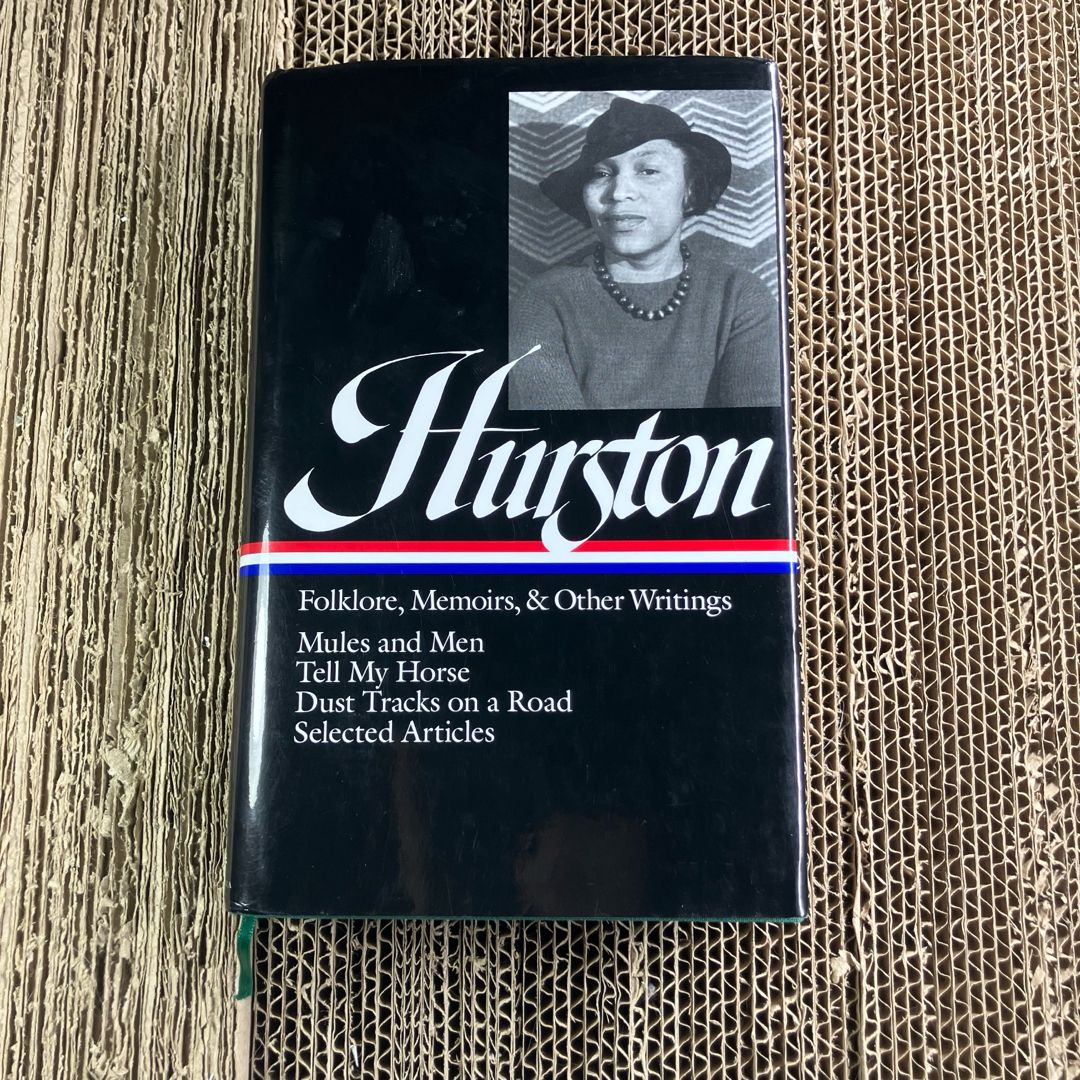 Hurston
Folklore, Memoirs, & Other Writings
Mules and Men
Tell My Horse
Dust Tracks on a Road
Selected Articles